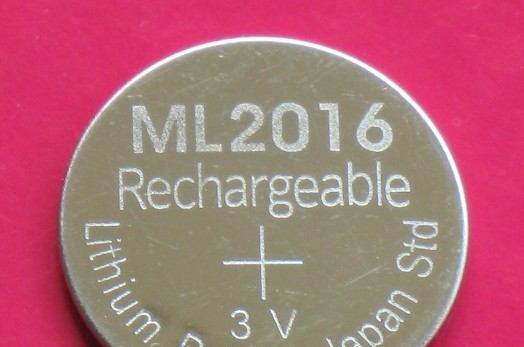 ML2016
Rechargeable
+
3 V
Lithium
Japan Std